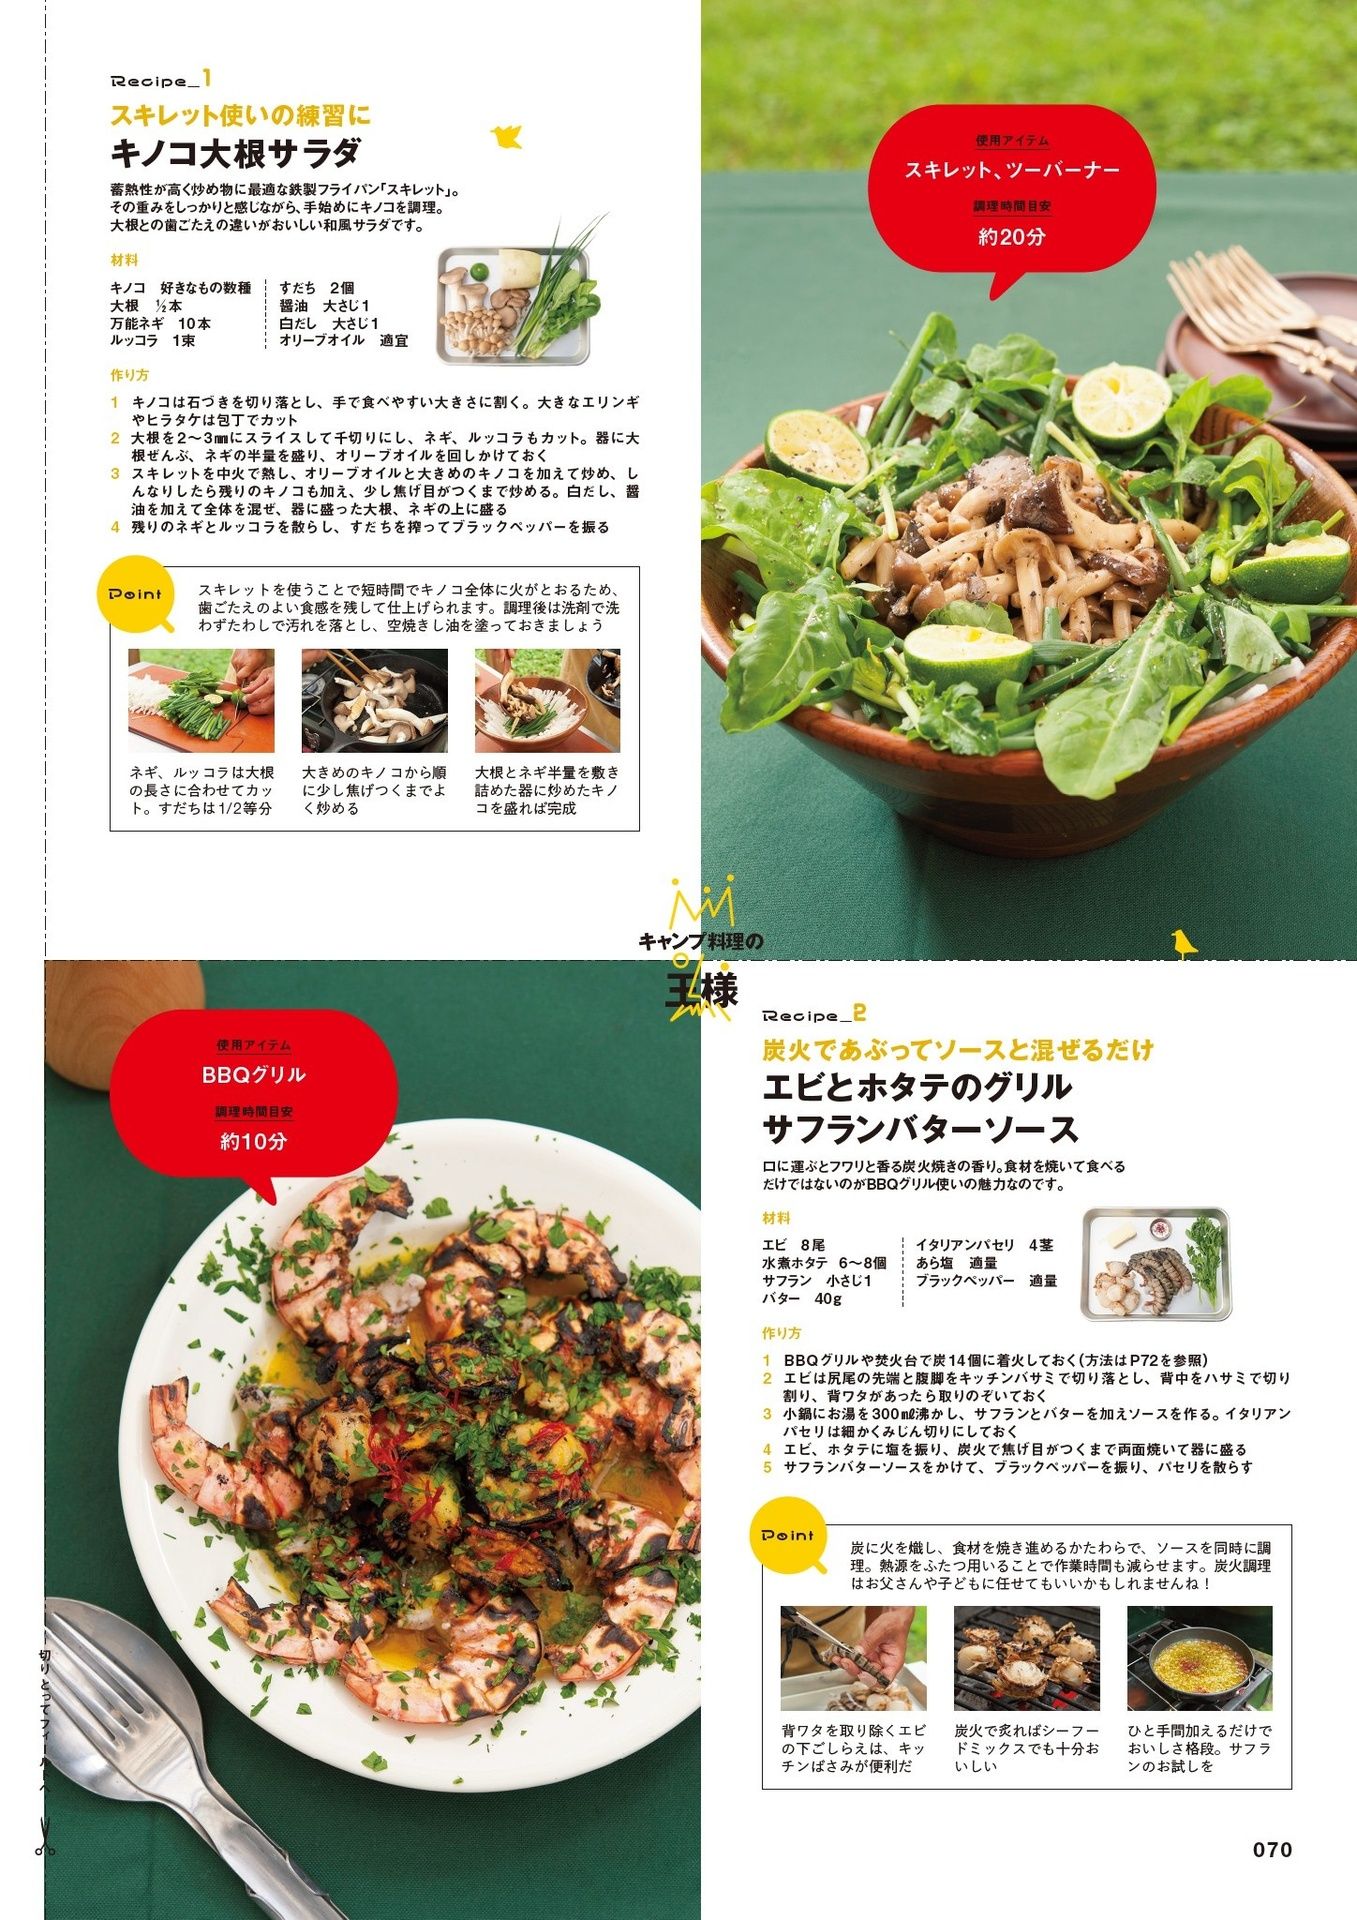 Recipe_1
スキレット使いの練習に
キノコ大根サラダ
蓄熱性が高く炒め物に最適な鉄製フライパン「スキレット」。
その重みをしっかりと感じながら、手始めにキノコを調理。
大根との歯ごたえの違いがおいしい和風サラダです。
材料
キノコ　好きなもの数種
大根　½本
万能ネギ　10本
ルッコラ　1束
すだち　2個
醤油　大さじ1
白だし　大さじ1
オリーブオイル　適宜
作り方
1　キノコは石づきを切り落とし、手で食べやすい大きさに割く。大きなエリンギ
やヒラタケは包丁でカット
2　大根を2〜3㎜にスライスして千切りにし、ネギ、ルッコラもカット。器に大
根ぜんぶ、ネギの半量を盛り、オリーブオイルを回しかけておく
3　スキレットを中火で熱し、オリーブオイルと大きめのキノコを加えて炒め、し
んなりしたら残りのキノコも加え、少し焦げ目がつくまで炒める。白だし、醤
油を加えて全体を混ぜ、器に盛った大根、ネギの上に盛る
4　残りのネギとルッコラを散らし、すだちを搾ってブラックペッパーを振る
Point
スキレットを使うことで短時間でキノコ全体に火がとおるため、
歯ごたえのよい食感を残して仕上げられます。調理後は洗剤で洗
わずたわしで汚れを落とし、空焼きし油を塗っておきましょう
ネギ、ルッコラは大根
の長さに合わせてカッ
ト。すだちは1/2等分
大きめのキノコから順
に少し焦げつくまでよ
く炒める
大根とネギ半量を敷き
詰めた器に炒めたキノ
コを盛れば完成
使用アイテム
スキレット、ツーバーナー
調理時間目安
約20分
キャンプ料理の
王様
使用アイテム
BBQグリル
調理時間目安
約10分
Recipe_2
炭火であぶってソースと混ぜるだけ
エビとホタテのグリル
サフランバターソース
口に運ぶとフワリと香る炭火焼きの香り。食材を焼いて食べる
だけではないのがBBQグリル使いの魅力なのです。
材料
エビ　8尾
水煮ホタテ　6〜8個
サフラン　小さじ1
バター　40g
イタリアンパセリ　4茎
あら塩　適量
ブラックペッパー　適量
作り方
1　BBQグリルや焚火台で炭14個に着火しておく(方法はP72を参照)
2　エビは尻尾の先端と腹脚をキッチンバサミで切り落とし、背中をハサミで切り
割り、背ワタがあったら取りのぞいておく
3　小鍋にお湯を300㎖沸かし、サフランとバターを加えソースを作る。イタリアン
パセリは細かくみじん切りにしておく
4　エビ、ホタテに塩を振り、炭火で焦げ目がつくまで両面焼いて器に盛る
5　サフランバターソースをかけて、ブラックペッパーを振り、パセリを散らす
Point
炭に火を熾し、食材を焼き進めるかたわらで、ソースを同時に調
理。熱源をふたつ用いることで作業時間も減らせます。炭火調理
はお父さんや子どもに任せてもいいかもしれませんね！
背ワタを取り除くエビ
の下ごしらえは、キッ
チンばさみが便利だ
炭火で炙ればシーフー
ドミックスでも十分お
いしい
ひと手間加えるだけで
おいしさ格段。サフラ
ンのお試しを
切りとってフィールドへ
070